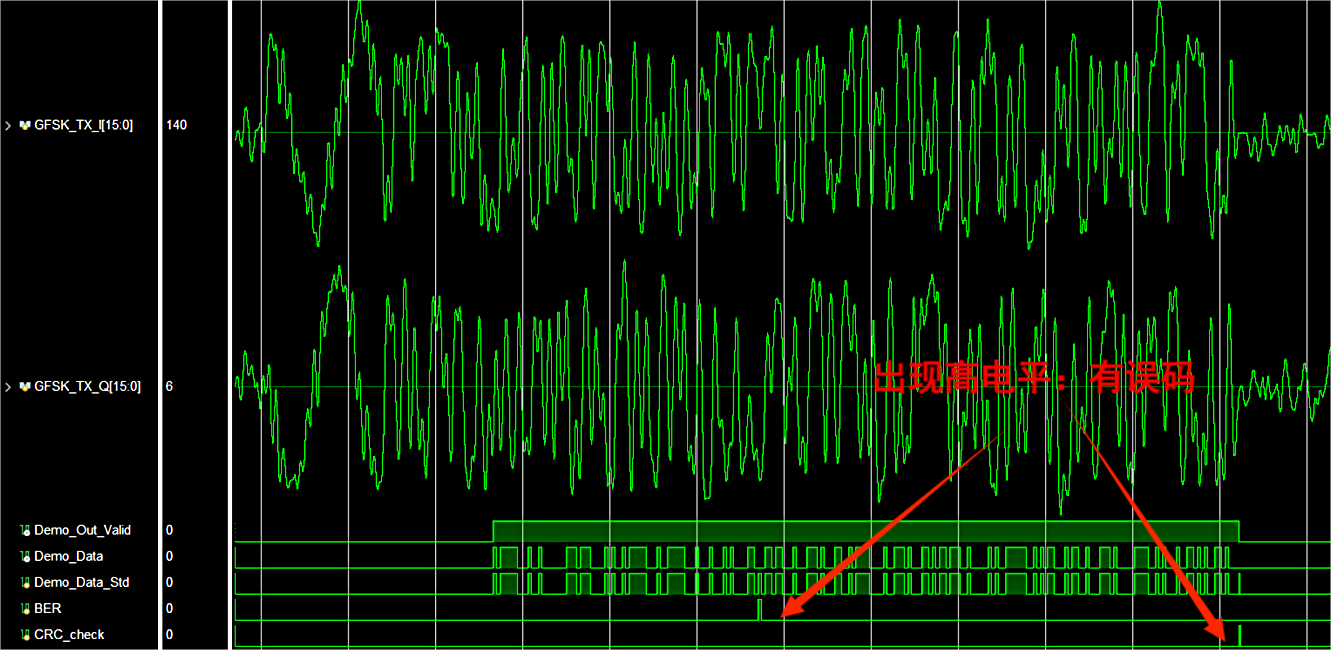 GFSK_TX_I[15:0] 140
GFSK_TX_Q[15:0] 6
出现高电平：有误码
Demo_Out_Valid 0
Demo_Data 0
Demo_Data_Std 0
BER 0
CRC_check 0